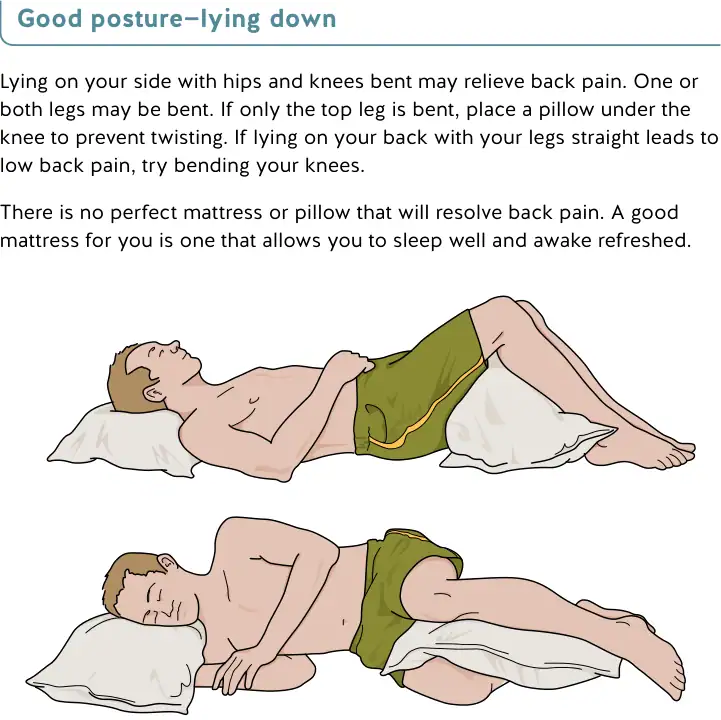 Good posture–lying down
Lying on your side with hips and knees bent may relieve back pain. One or
both legs may be bent. If only the top leg is bent, place a pillow under the
knee to prevent twisting. If lying on your back with your legs straight leads to
low back pain, try bending your knees.
There is no perfect mattress or pillow that will resolve back pain. A good
mattress for you is one that allows you to sleep well and awake refreshed.